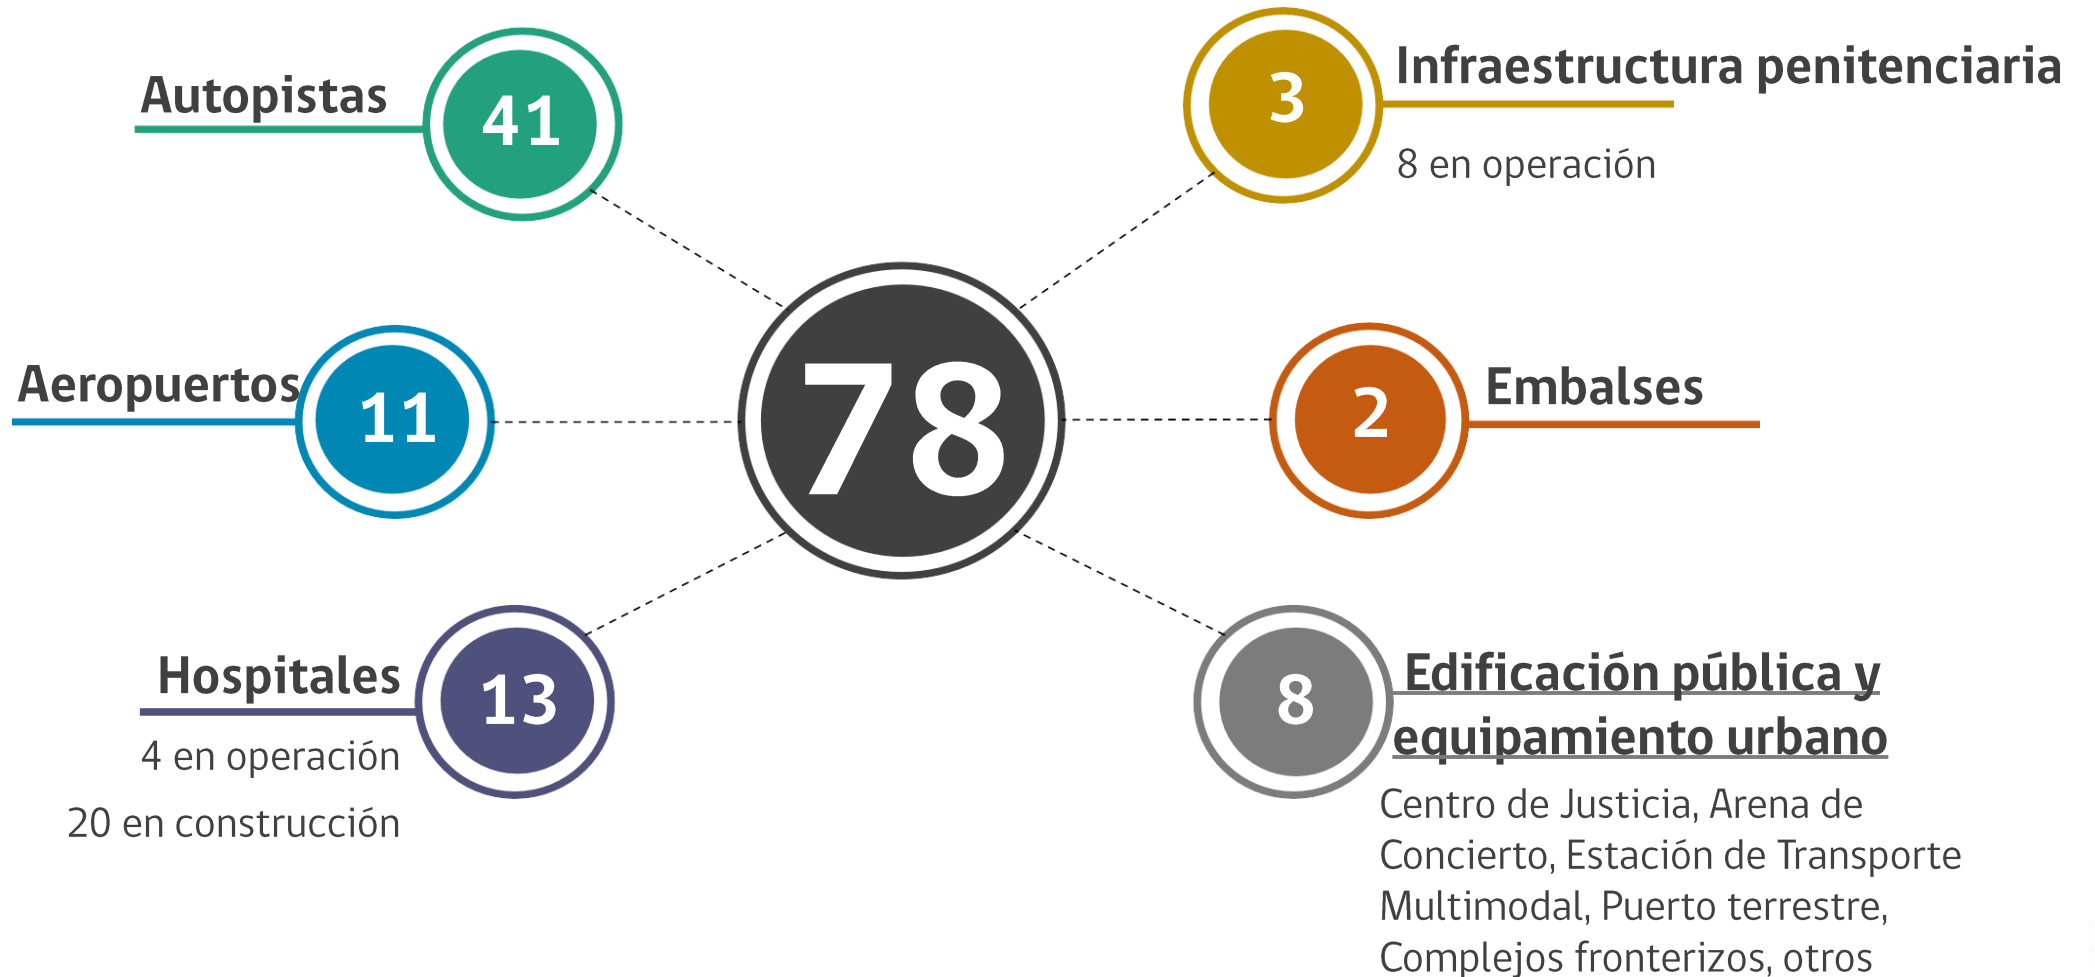 Autopistas
41
Infraestructura penitenciaria
3
8 en operación
Aeropuertos
11
78
2
Embalses
Hospitales
13
4 en operación
20 en construcción
8
Edificación pública y
equipamiento urbano
Centro de Justicia, Arena de
Concierto, Estación de Transporte
Multimodal, Puerto terrestre,
Complejos fronterizos, otros